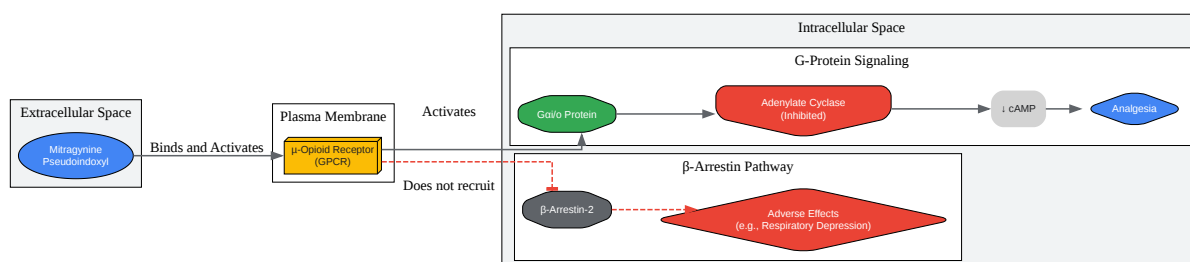 Intracellular Space
G-Protein Signaling
Extracellular Space
Mitragynine
Pseudoindoxyl
Binds and Activates
Plasma Membrane
μ-Opioid Receptor
(GPCR)
Activates
Does not recruit
Gαi/o Protein
Adenylate Cyclase
(Inhibited)
↓ cAMP
Analgesia
β-Arrestin Pathway
β-Arrestin-2
Adverse Effects
(e.g., Respiratory Depression)